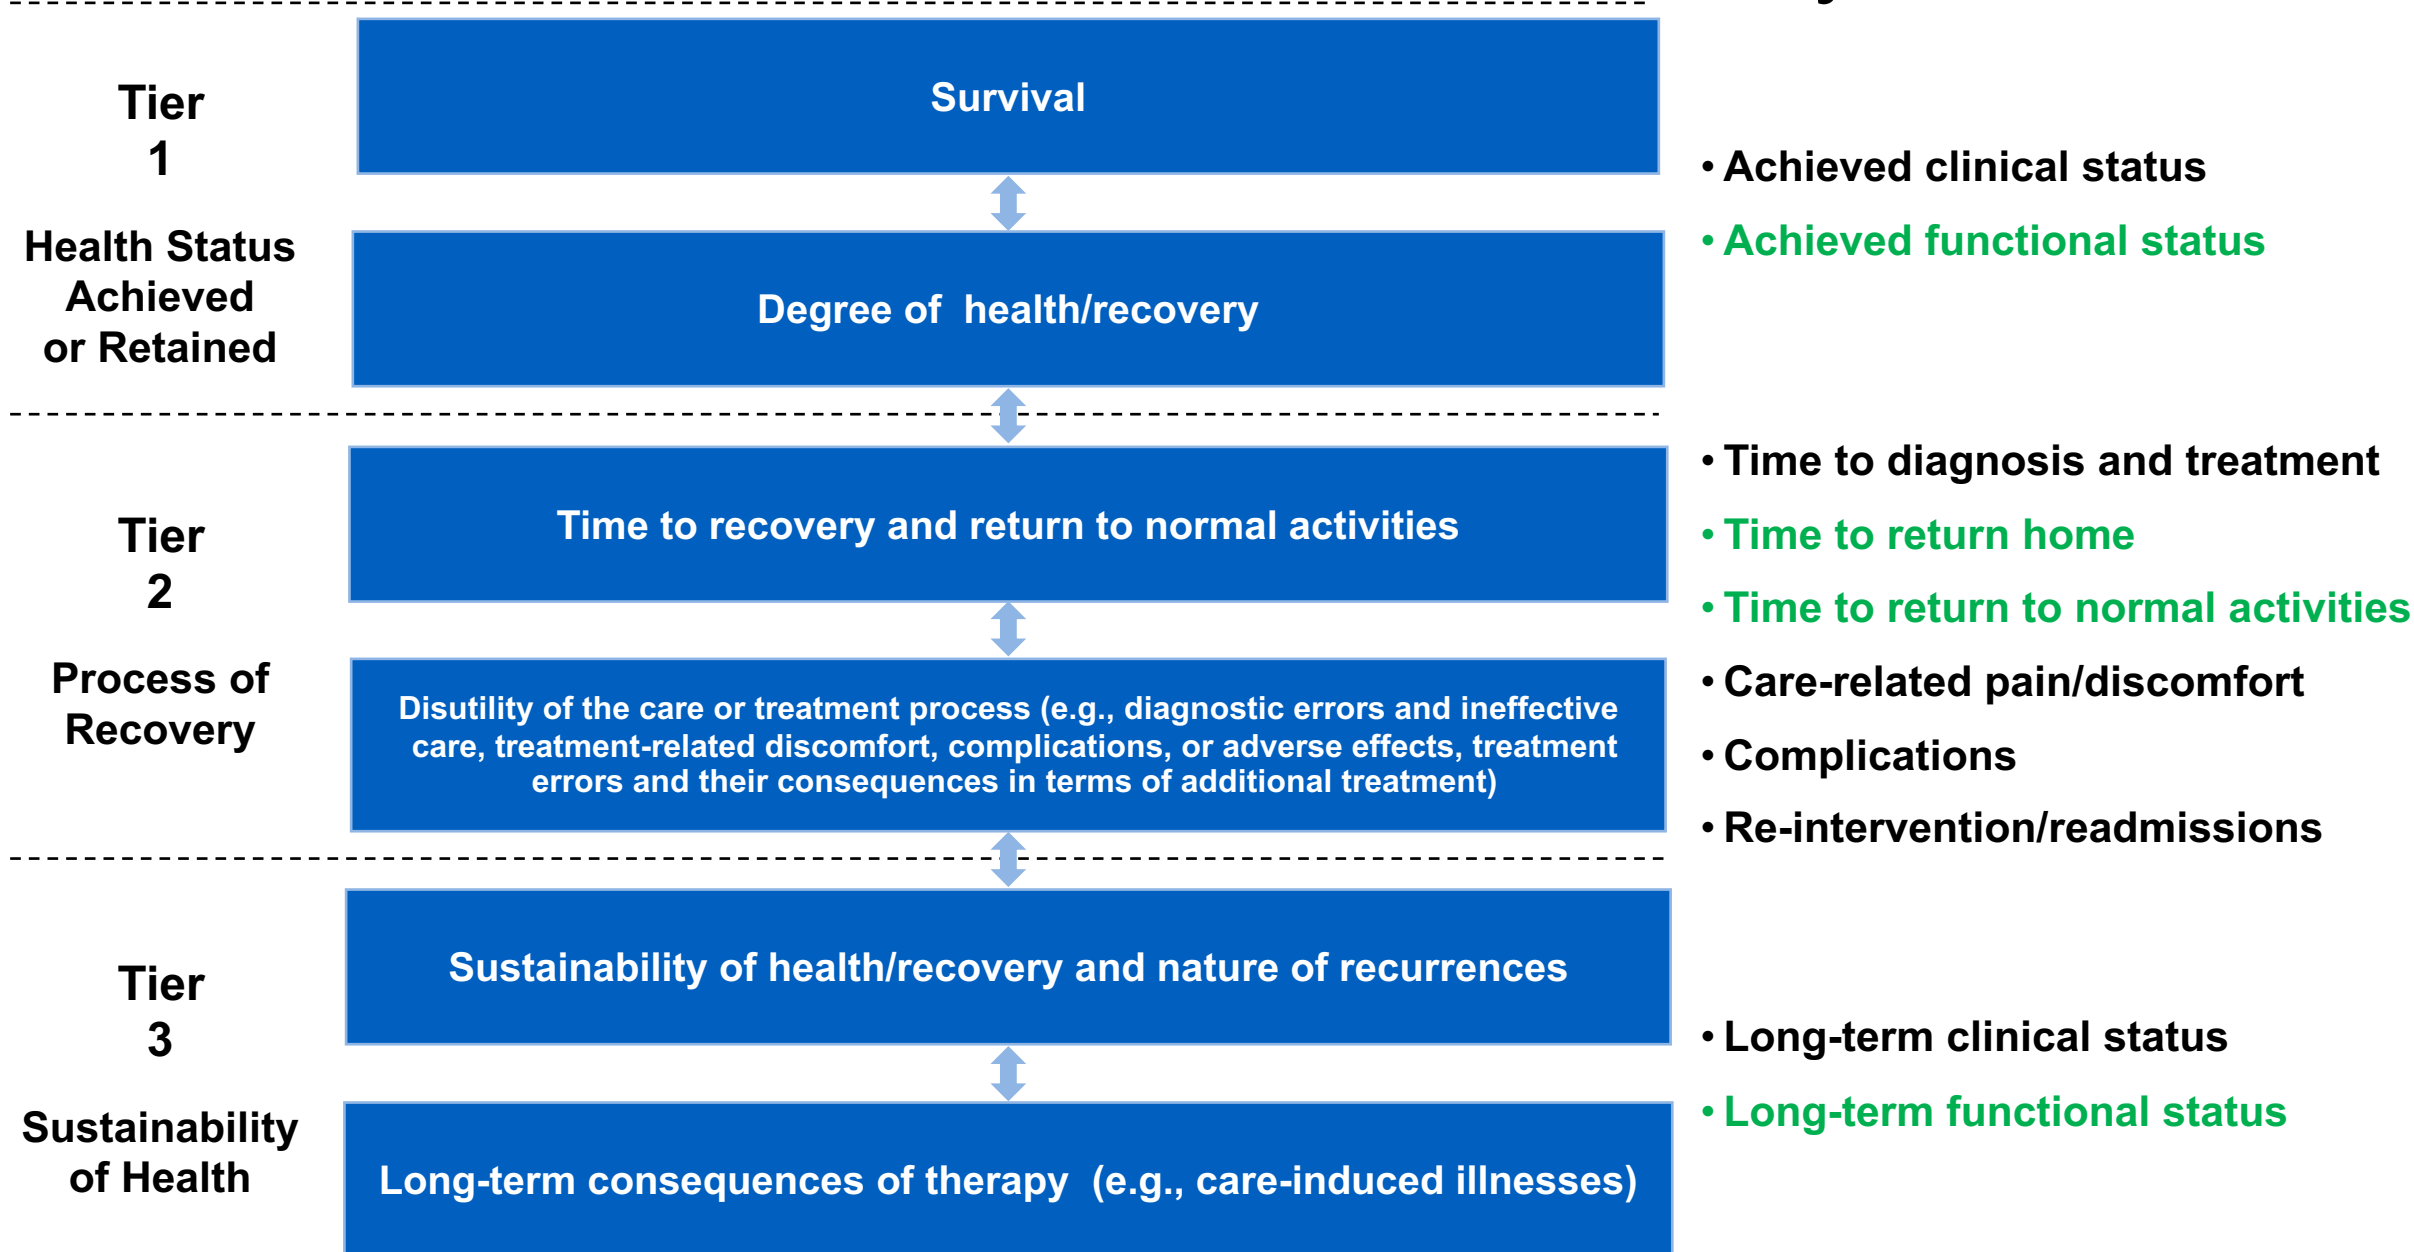 Tier
1
Health Status
Achieved
or Retained
Survival
Degree of  health/recovery
• Achieved clinical status
• Achieved functional status
Tier
2
Process of
Recovery
Time to recovery and return to normal activities
Disutility of the care or treatment process (e.g., diagnostic errors and ineffective
care, treatment-related discomfort, complications, or adverse effects, treatment
errors and their consequences in terms of additional treatment)
• Time to diagnosis and treatment
• Time to return home
• Time to return to normal activities
• Care-related pain/discomfort
• Complications
• Re-intervention/readmissions
Tier
3
Sustainability
of Health
Sustainability of health/recovery and nature of recurrences
Long-term consequences of therapy  (e.g., care-induced illnesses)
• Long-term clinical status
• Long-term functional status